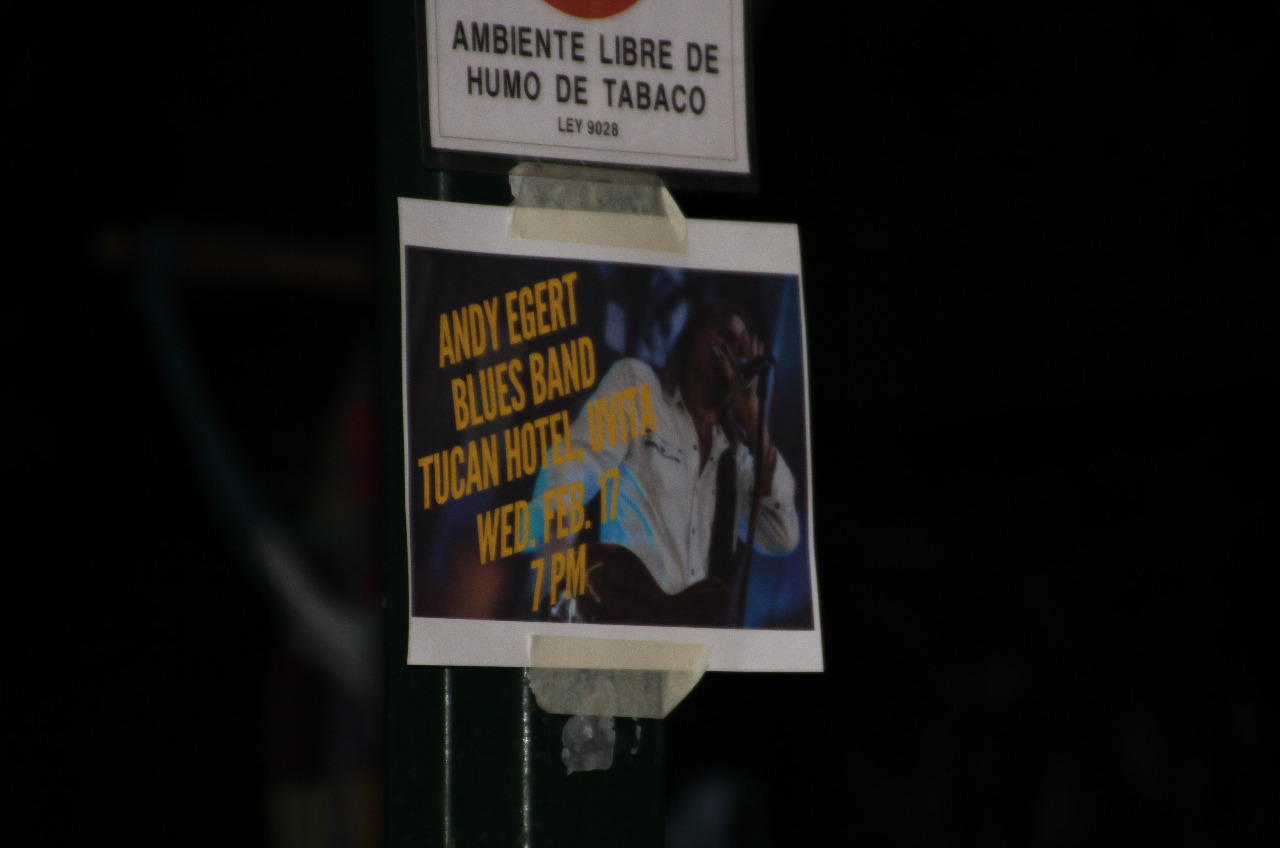 AMBIENTE LIBRE DE
HUMO DE TABACO
LEY 9028
ANDY EGERT
BLUES BAND
TUCAN HOTEL, UVITA
WED. FEB. 17
7 PM